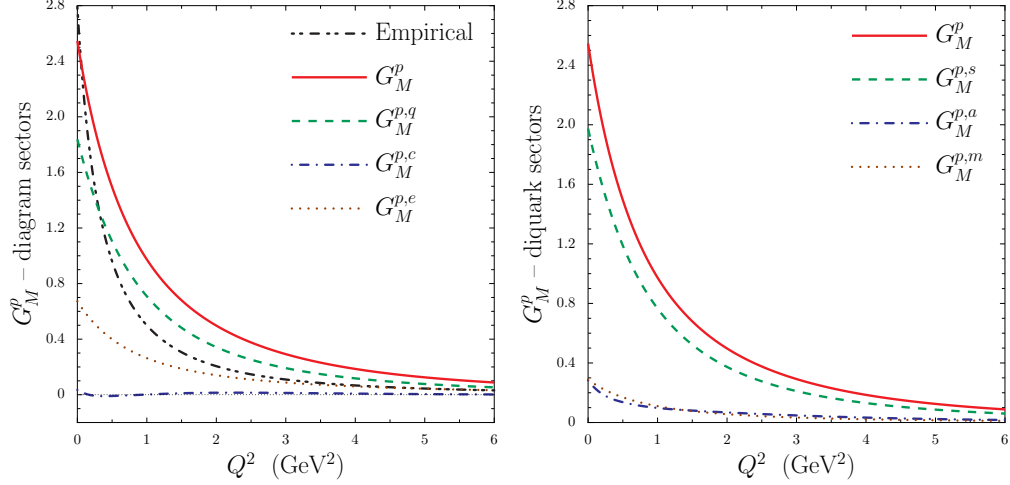 G_M^p – diagram sectors
2.8
2.4
2.0
1.6
1.2
0.8
0.4
0
0 1 2 3 4 5 6
Q^2 (GeV^2)
Empirical
G_M^p
G_M^{p,q}
G_M^{p,c}
G_M^{p,e}
G_M^p – diquark sectors
2.8
2.4
2.0
1.6
1.2
0.8
0.4
0
0 1 2 3 4 5 6
Q^2 (GeV^2)
G_M^p
G_M^{p,s}
G_M^{p,a}
G_M^{p,m}